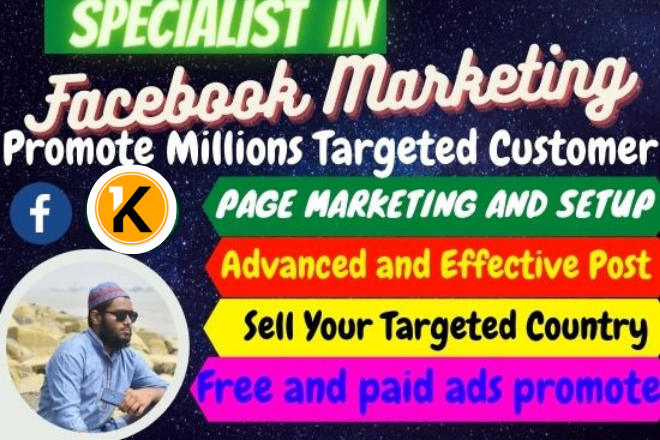 SPECIALIST IN
Facebook Marketing
Promote Millions Targeted Customer
f
1K
PAGE MARKETING AND SETUP
Advanced and Effective Post
Sell Your Targeted Country
Free and paid ads promote